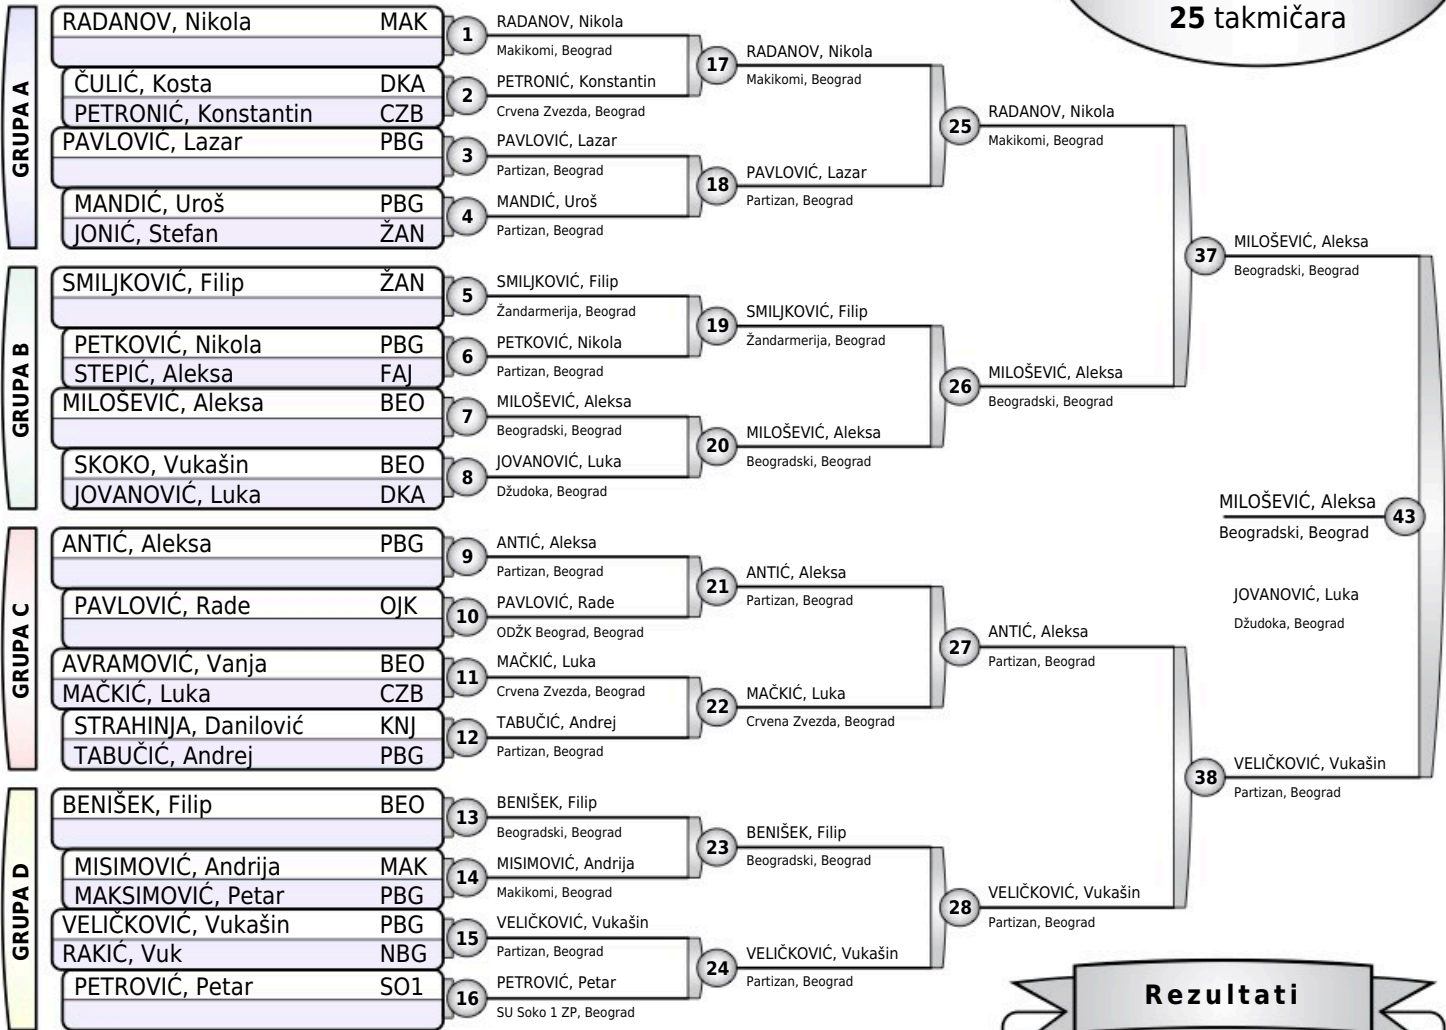 25 takmičara
GRUPA A
RADANOV, Nikola MAK
ČULIĆ, Kosta DKA
PETRONIĆ, Konstantin CZB
PAVLOVIĆ, Lazar PBG
MANDIĆ, Uroš PBG
JONIĆ, Stefan ŽAN
GRUPA B
SMILJKOVIĆ, Filip ŽAN
PETKOVIĆ, Nikola PBG
STEPIĆ, Aleksa FAJ
MILOŠEVIĆ, Aleksa BEO
SKOKO, Vukašin BEO
JOVANOVIĆ, Luka DKA
GRUPA C
ANTIĆ, Aleksa PBG
PAVLOVIĆ, Rade OJK
AVRAMOVIĆ, Vanja BEO
MAČKIĆ, Luka CZB
STRAHINJA, Danilović KNJ
TABUČIĆ, Andrej PBG
GRUPA D
BENIŠEK, Filip BEO
MISIMOVIĆ, Andrija MAK
MAKSIMOVIĆ, Petar PBG
VELIČKOVIĆ, Vukašin PBG
RAKIĆ, Vuk NBG
PETROVIĆ, Petar SO1
1
RADANOV, Nikola
Makikomi, Beograd
2
PETRONIĆ, Konstantin
Crvena Zvezda, Beograd
3
PAVLOVIĆ, Lazar
Partizan, Beograd
4
MANDIĆ, Uroš
Partizan, Beograd
5
SMILJKOVIĆ, Filip
Žandarmerija, Beograd
6
PETKOVIĆ, Nikola
Partizan, Beograd
7
MILOŠEVIĆ, Aleksa
Beogradski, Beograd
8
JOVANOVIĆ, Luka
Džudoka, Beograd
9
ANTIĆ, Aleksa
Partizan, Beograd
10
PAVLOVIĆ, Rade
ODŽK Beograd, Beograd
11
MAČKIĆ, Luka
Crvena Zvezda, Beograd
12
TABUČIĆ, Andrej
Partizan, Beograd
13
BENIŠEK, Filip
Beogradski, Beograd
14
MISIMOVIĆ, Andrija
Makikomi, Beograd
15
VELIČKOVIĆ, Vukašin
Partizan, Beograd
16
PETROVIĆ, Petar
SU Soko 1 ZP, Beograd
17
RADANOV, Nikola
Makikomi, Beograd
18
PAVLOVIĆ, Lazar
Partizan, Beograd
19
SMILJKOVIĆ, Filip
Žandarmerija, Beograd
20
MILOŠEVIĆ, Aleksa
Beogradski, Beograd
21
ANTIĆ, Aleksa
Partizan, Beograd
22
MAČKIĆ, Luka
Crvena Zvezda, Beograd
23
BENIŠEK, Filip
Beogradski, Beograd
24
VELIČKOVIĆ, Vukašin
Partizan, Beograd
25
RADANOV, Nikola
Makikomi, Beograd
26
MILOŠEVIĆ, Aleksa
Beogradski, Beograd
27
ANTIĆ, Aleksa
Partizan, Beograd
28
VELIČKOVIĆ, Vukašin
Partizan, Beograd
37
MILOŠEVIĆ, Aleksa
Beogradski, Beograd
MILOŠEVIĆ, Aleksa
43
Beogradski, Beograd
JOVANOVIĆ, Luka
Džudoka, Beograd
38
VELIČKOVIĆ, Vukašin
Partizan, Beograd
Rezultati